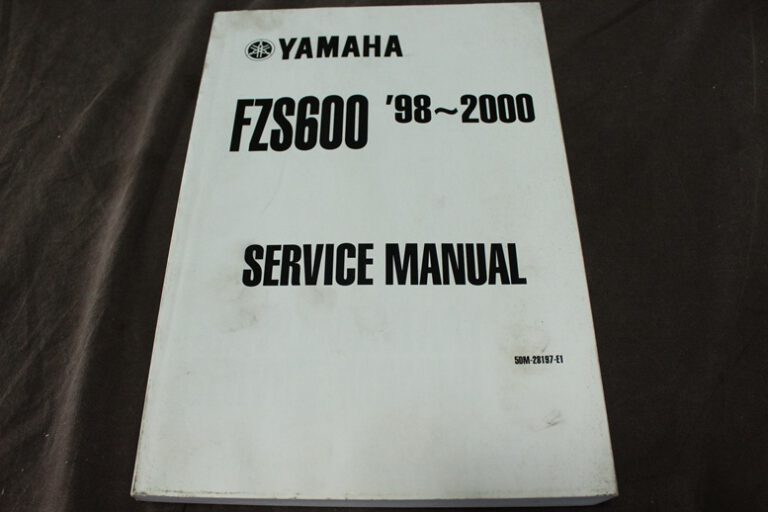 YAMAHA
FZS600 '98~2000
SERVICE MANUAL
5DM-28197-E1